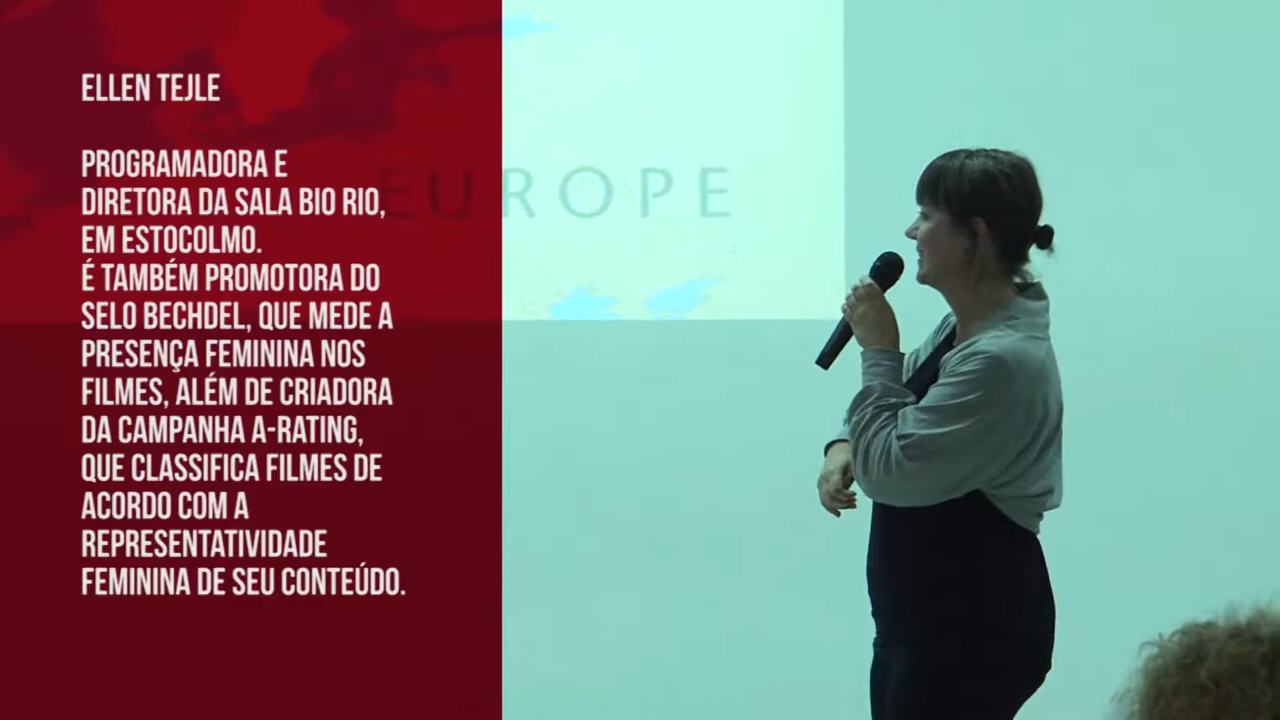 ELLEN TEJLE
PROGRAMADORA E
DIRETORA DA SALA BIO RIO,
EM ESTOCOLMO.
É TAMBÉM PROMOTORA DO
SELO BECHDEL, QUE MEDE A
PRESENÇA FEMININA NOS
FILMES, ALÉM DE CRIADORA
DA CAMPANHA A-RATING,
QUE CLASSIFICA FILMES DE
ACORDO COM A
REPRESENTATIVIDADE
FEMININA DE SEU CONTEÚDO.
EUROPE